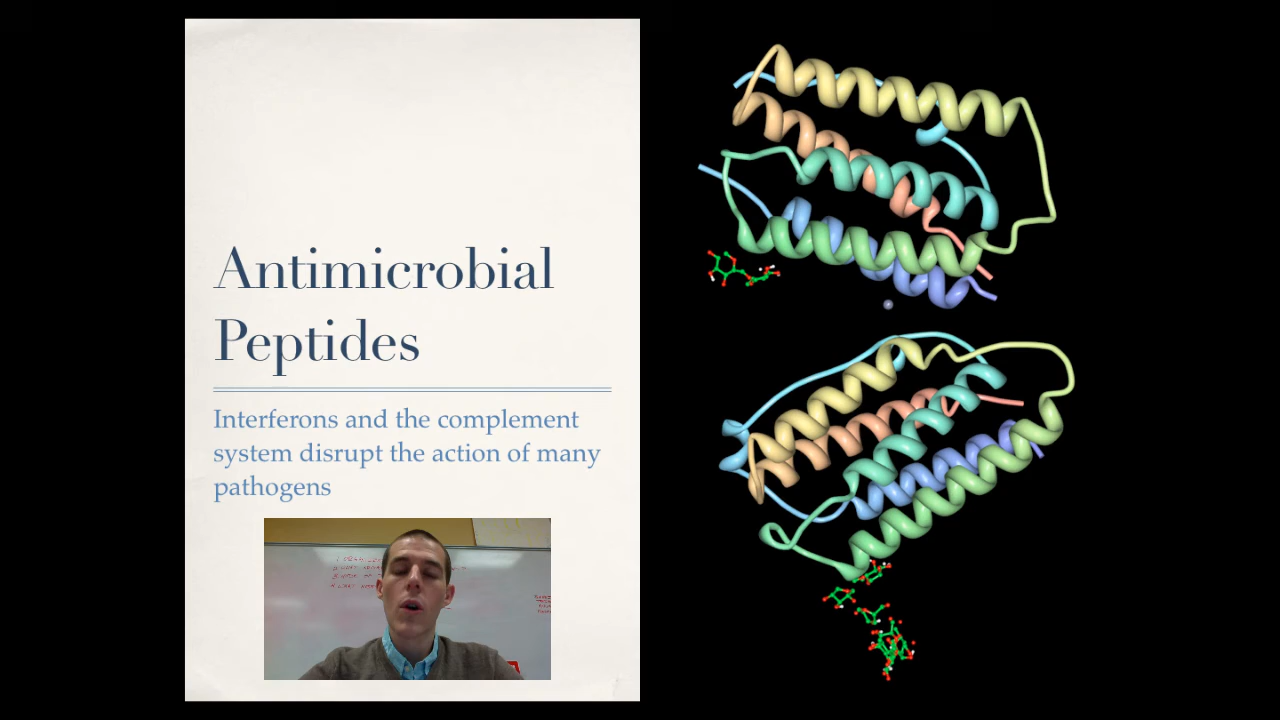 Antimicrobial
Peptides
Interferons and the complement
system disrupt the action of many
pathogens